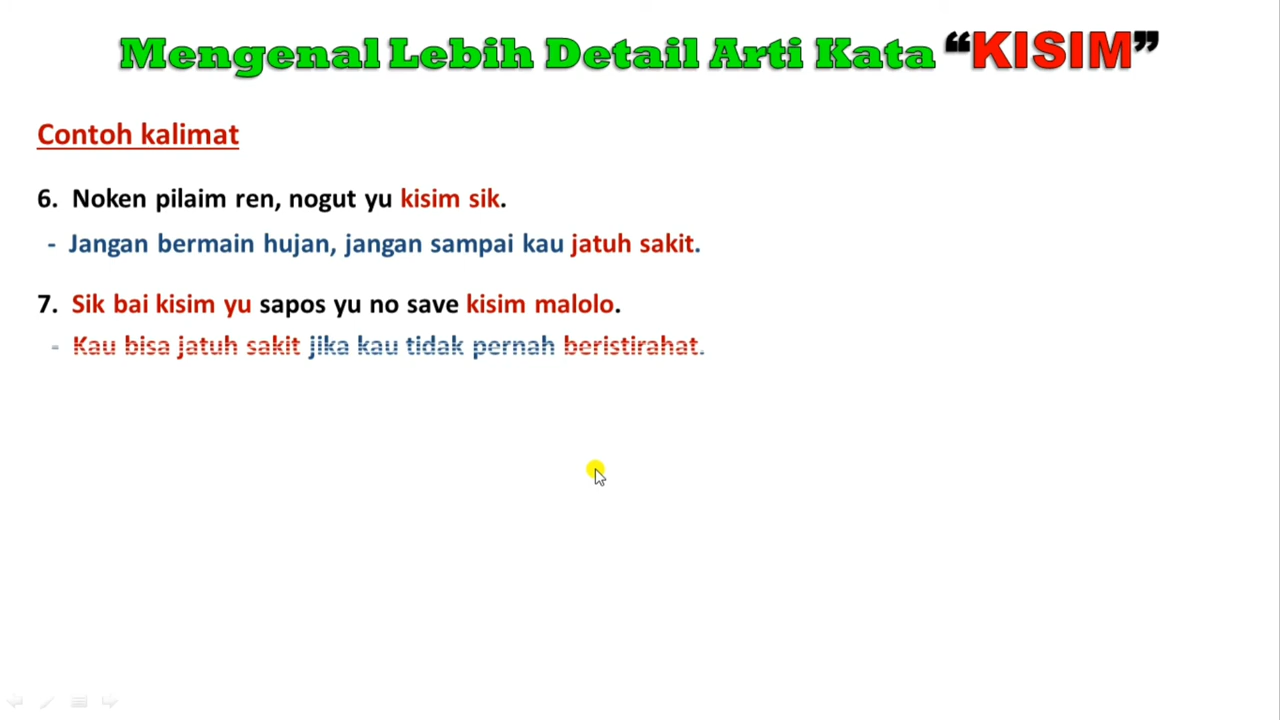 Mengenal Lebih Detail Arti Kata “KISIM”
Contoh kalimat
6. Noken pilaim ren, nogut yu kisim sik.
- Jangan bermain hujan, jangan sampai kau jatuh sakit.
7. Sik bai kisim yu sapos yu no save kisim malolo.
- Kau bisa jatuh sakit jika kau tidak pernah beristirahat.